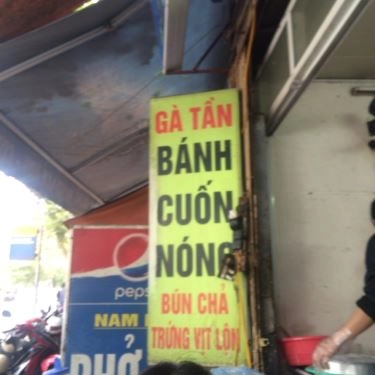 GÀ TẦN
BÁNH
CUỐN
NÓNG
BÚN CHẢ
TRỨNG VỊT LỘN
pepsi
NAM
PHỞ